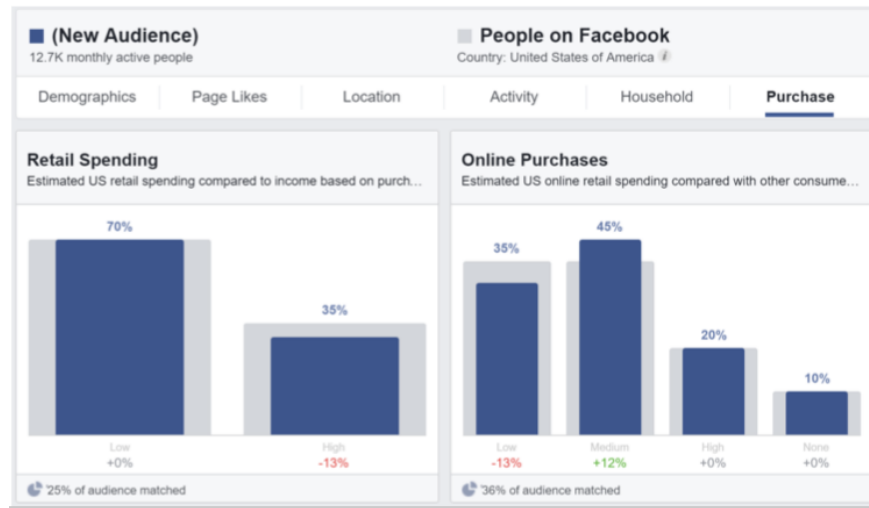 (New Audience)
12.7K monthly active people
People on Facebook
Country: United States of America i
Demographics
Page Likes
Location
Activity
Household
Purchase
Retail Spending
Estimated US retail spending compared to income based on purch...
70%
35%
Low
High
+0%
-13%
25% of audience matched
Online Purchases
Estimated US online retail spending compared with other consume...
35%
45%
20%
10%
Low
Medium
High
None
-13%
+12%
+0%
+0%
36% of audience matched